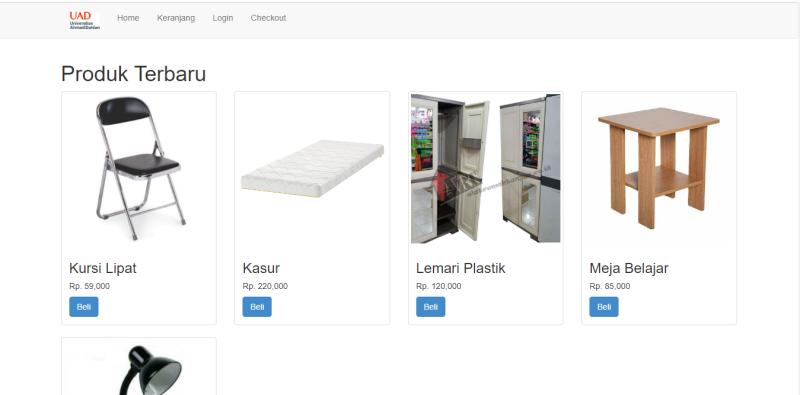 UAD
Universitas
Ahmad Dahlan
Home
Keranjang
Login
Checkout
Produk Terbaru
Kursi Lipat
Rp. 59,000
Beli
Kasur
Rp. 220,000
Beli
Lemari Plastik
Rp. 120,000
Beli
Meja Belajar
Rp. 85,000
Beli